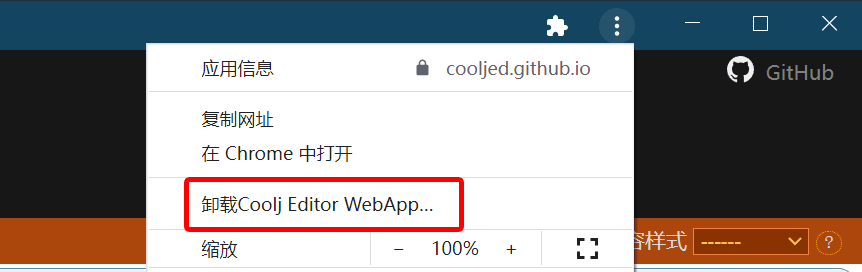 应用信息 cooljed.github.io
GitHub
复制网址
在 Chrome 中打开
卸载Coolj Editor WebApp...
缩放 − 100% +
容样式 ------ ?